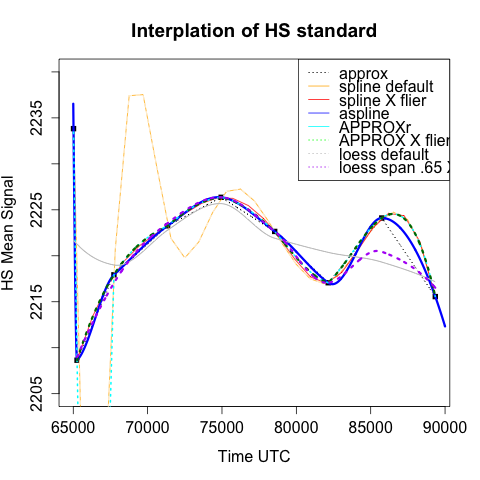 Interplation of HS standard
approx
spline default
spline X flier
aspline
APPROXr
APPROX X flier
loess default
loess span .65 X
HS Mean Signal
2235
2225
2215
2205
65000 70000 75000 80000 85000 90000
Time UTC